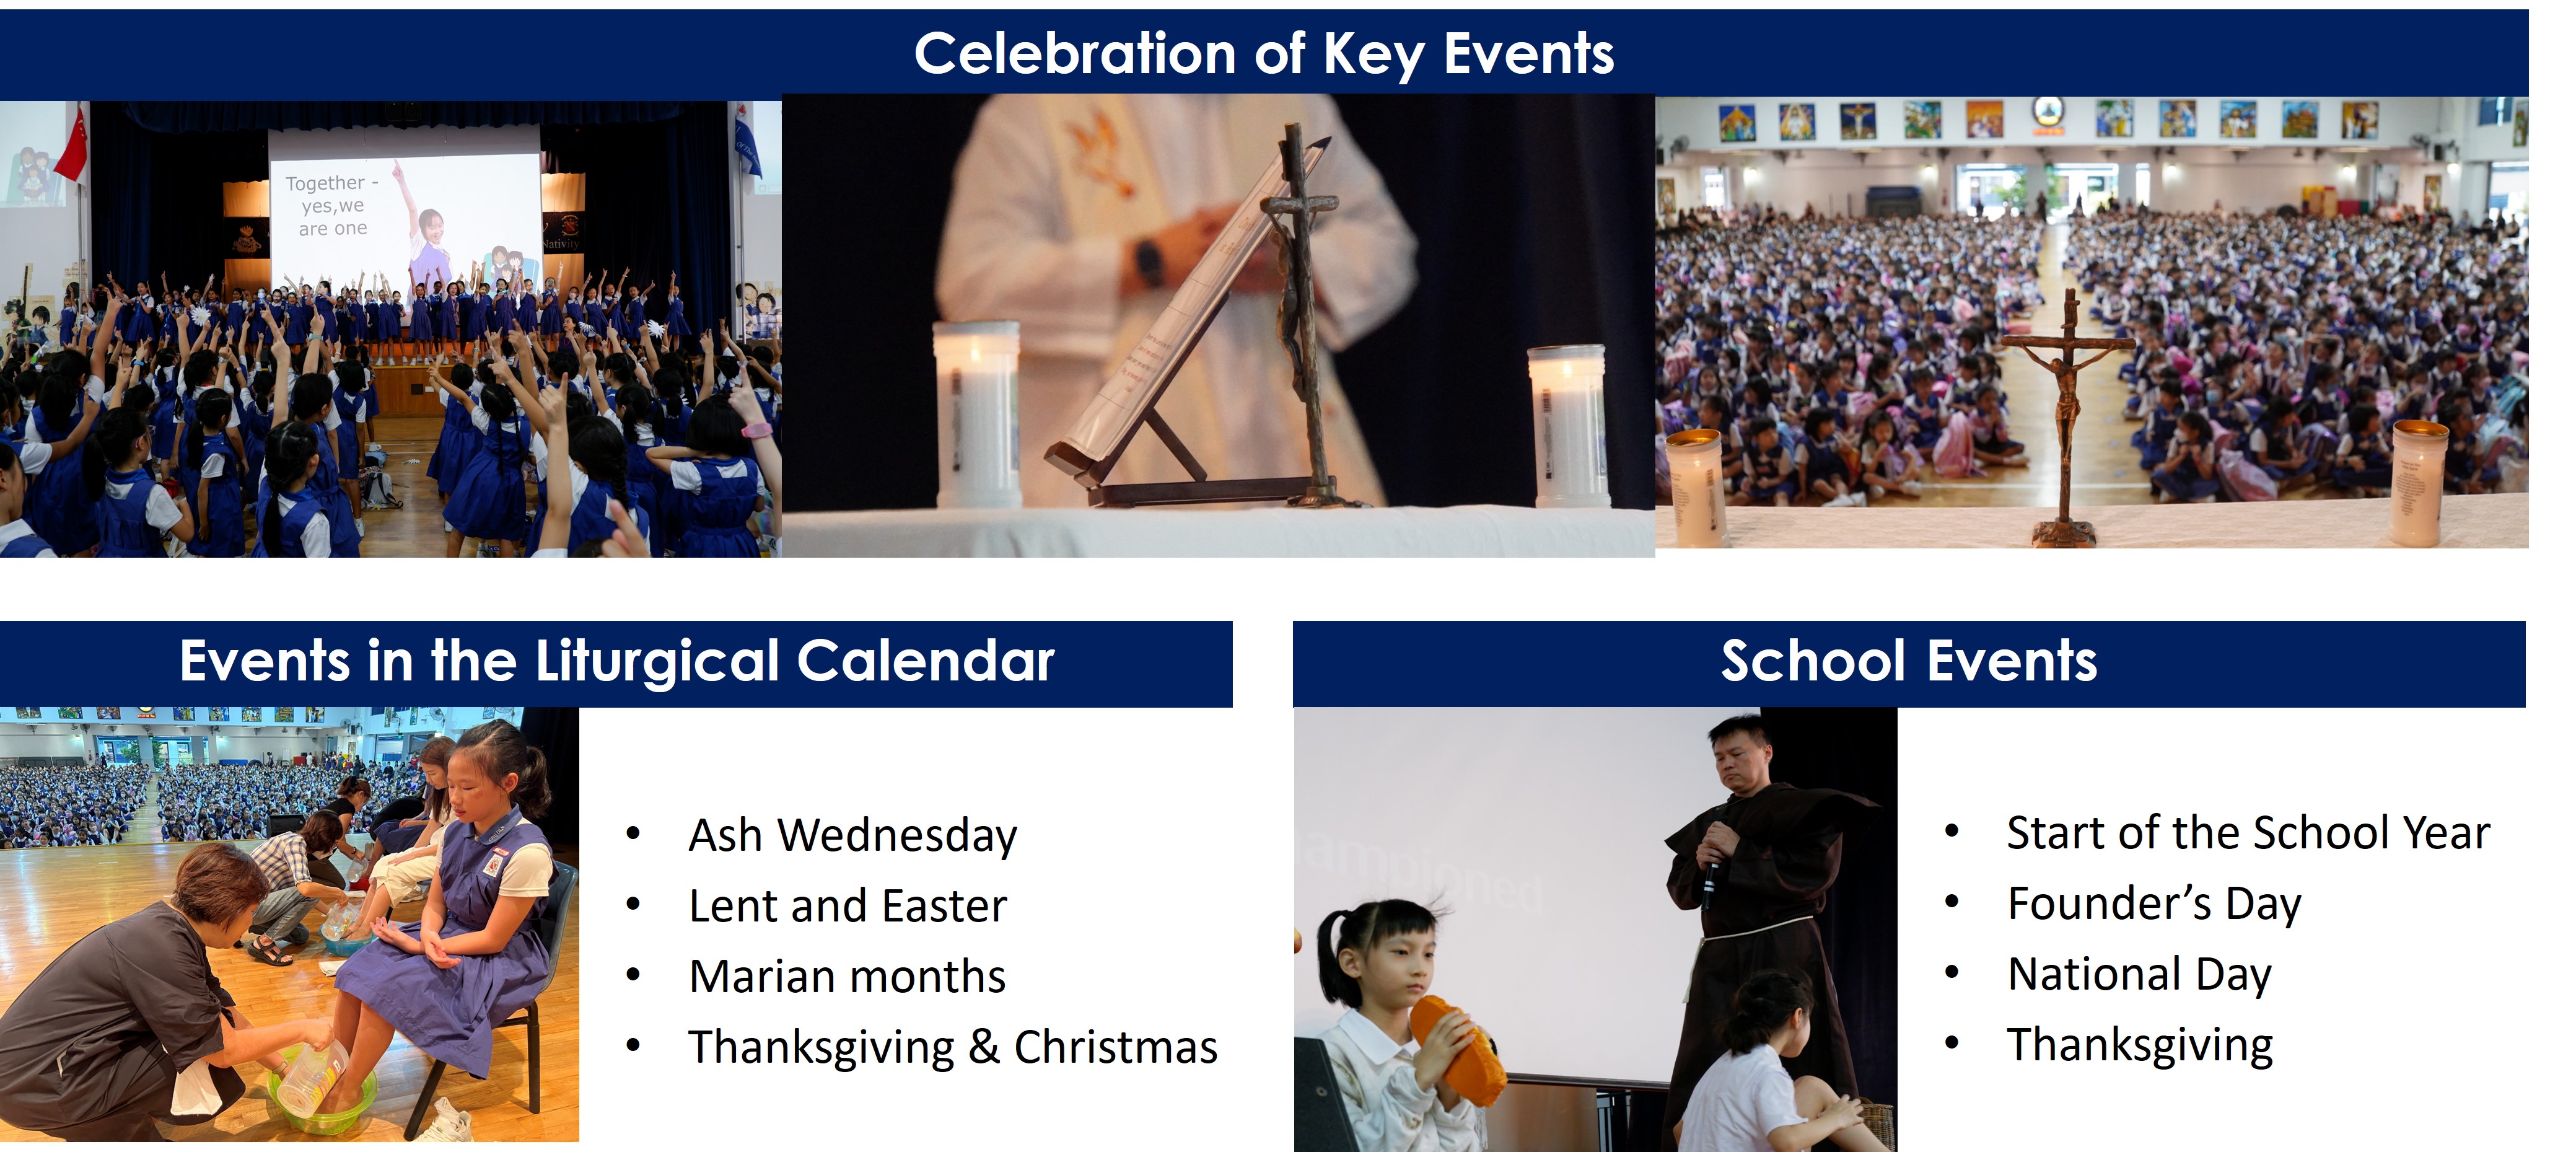 Celebration of Key Events
Together -
yes,we
are one
Nativity
Events in the Liturgical Calendar
School Events
• Ash Wednesday
• Lent and Easter
• Marian months
• Thanksgiving & Christmas
ampioned
• Start of the School Year
• Founder’s Day
• National Day
• Thanksgiving